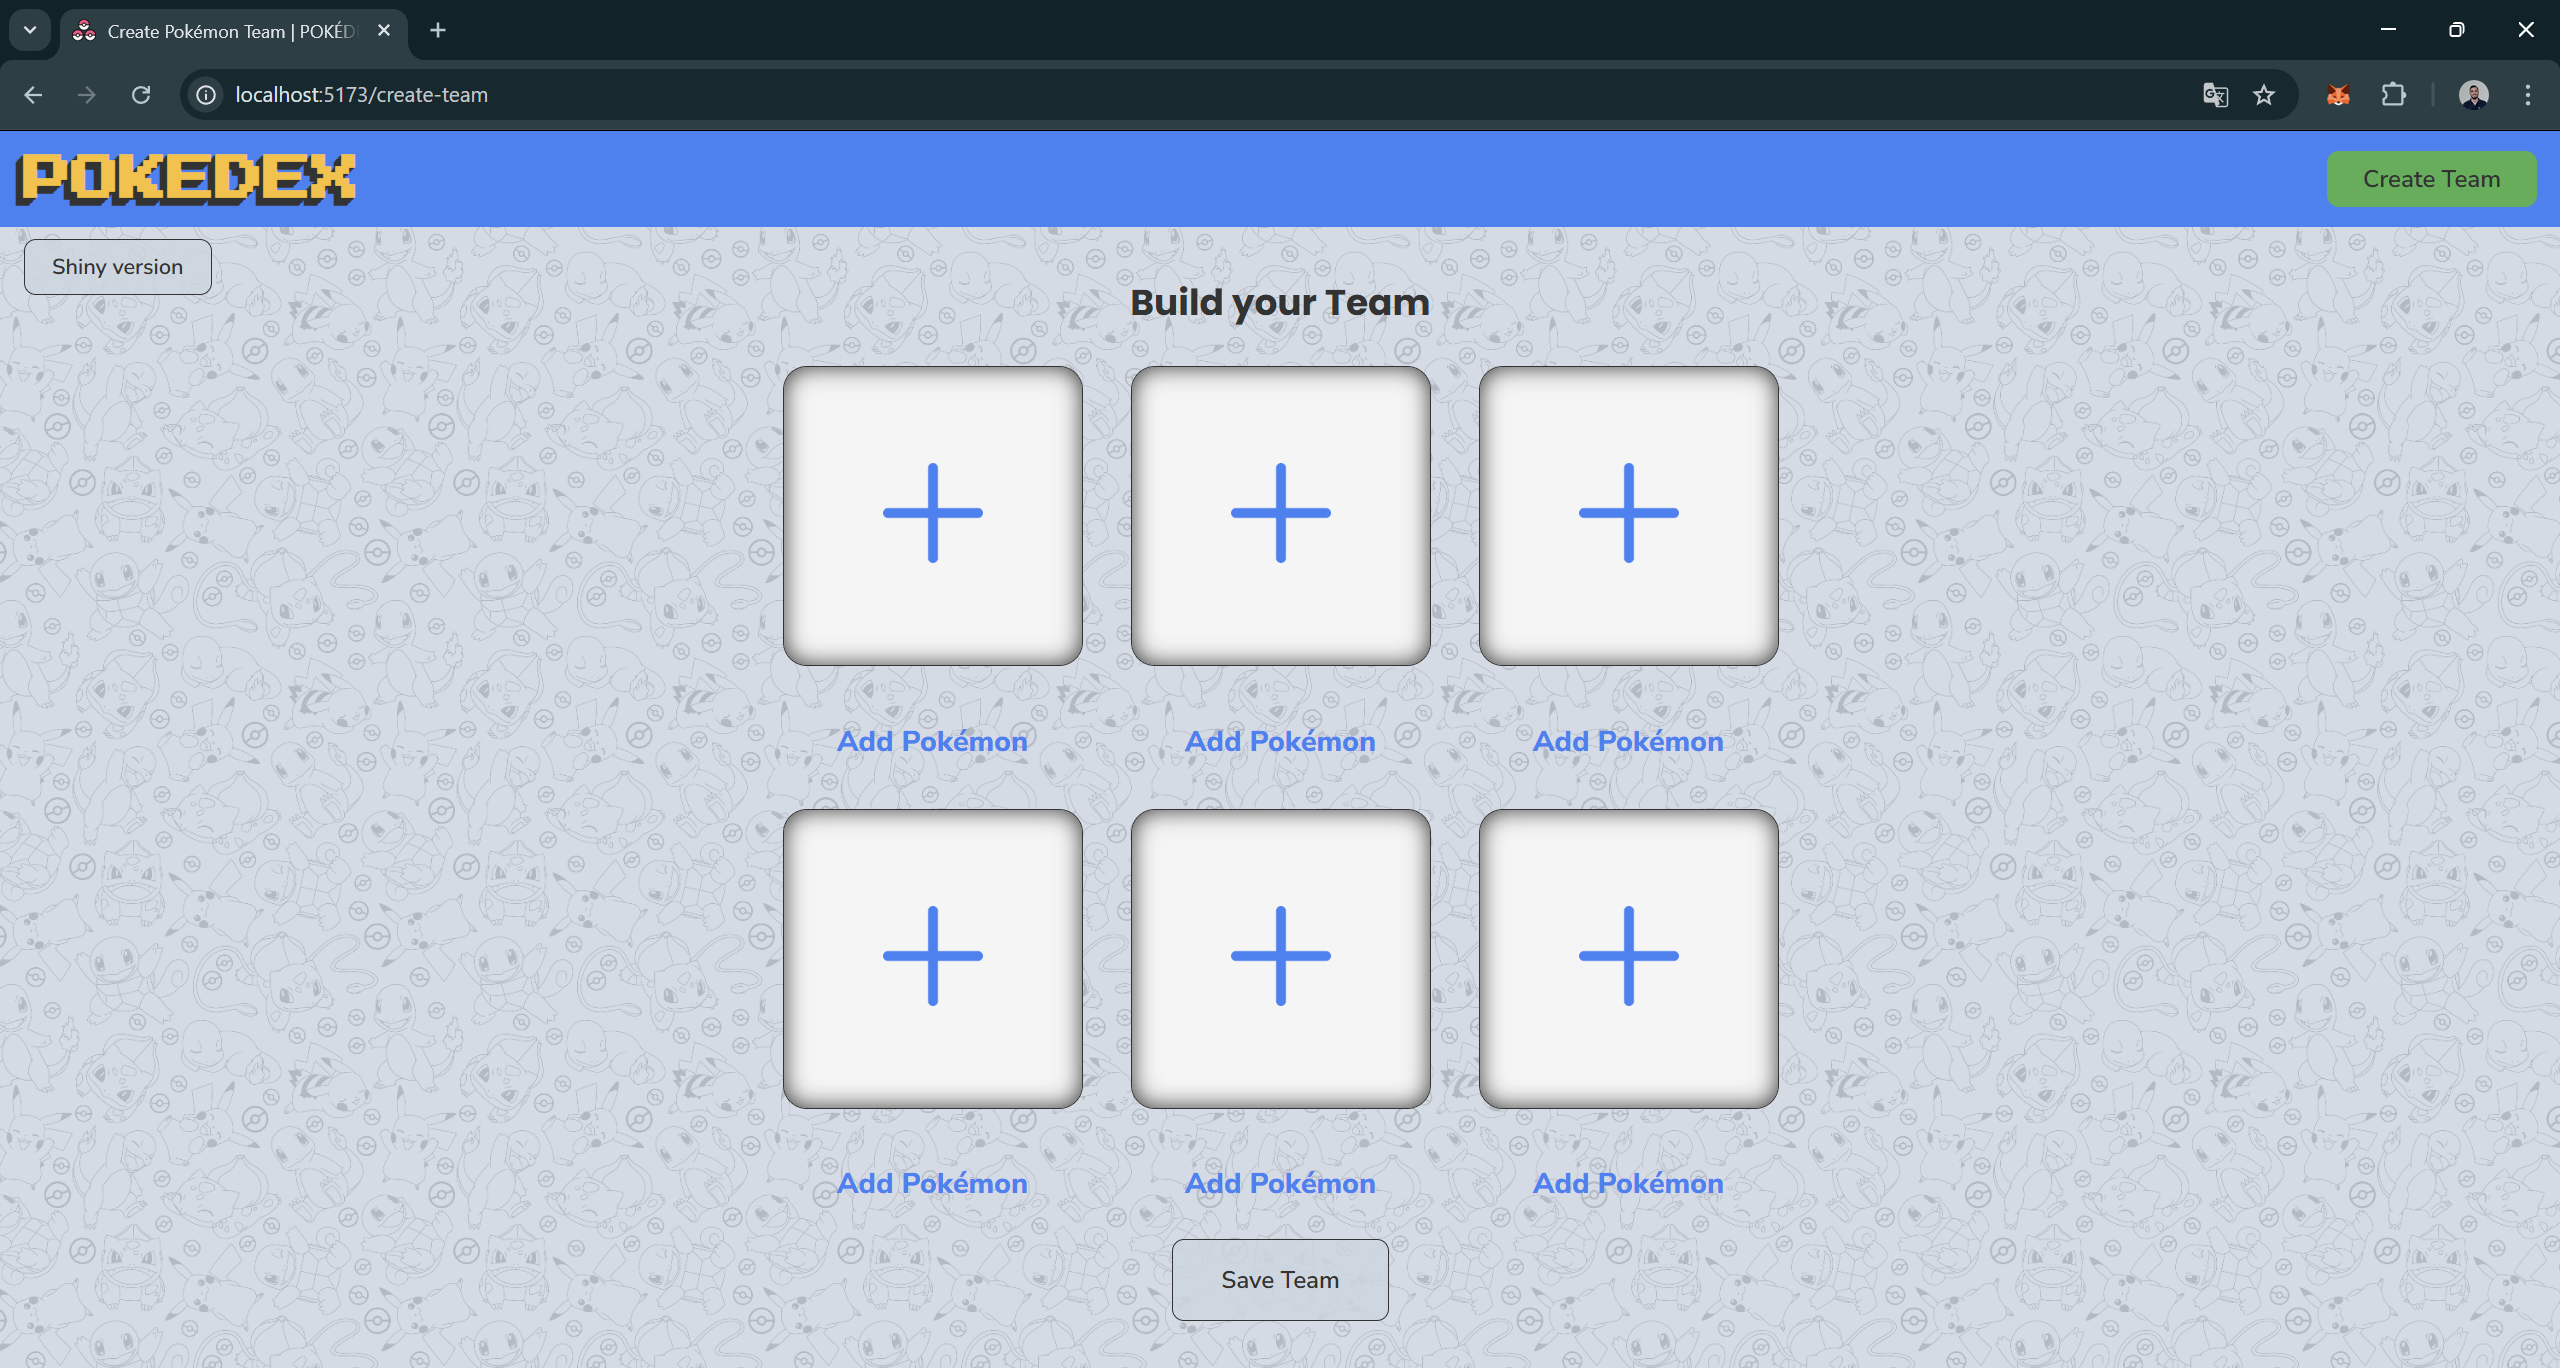 Create Pokémon Team | POKÉD
localhost:5173/create-team
POKEDEX
Create Team
Shiny version
Build your Team
Add Pokémon Add Pokémon Add Pokémon
Add Pokémon Add Pokémon Add Pokémon
Save Team